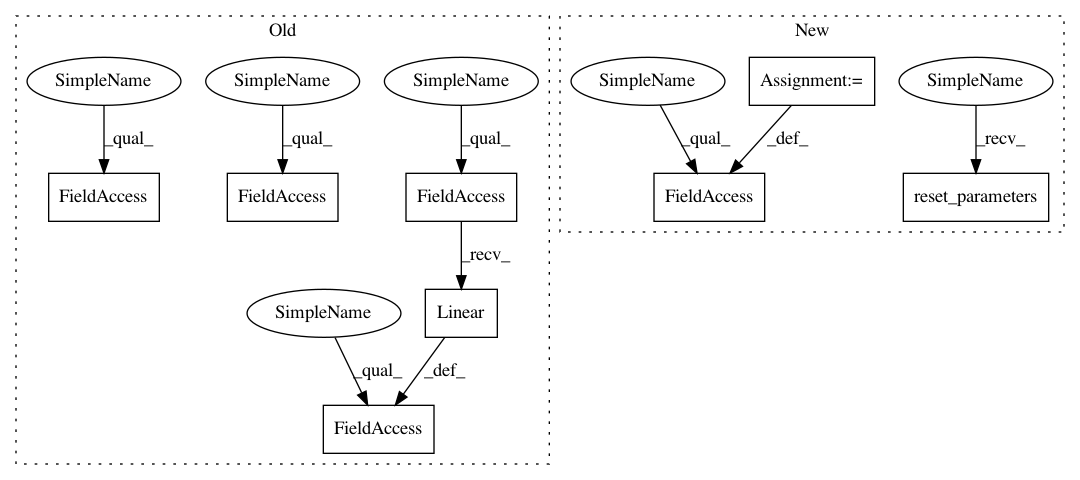 Old
New
SimpleName
SimpleName
SimpleName
SimpleName
Assignment:=
SimpleName
_qual_
_qual_
_qual_
_qual_
_def_
_recv_
FieldAccess
FieldAccess
FieldAccess
FieldAccess
reset_parameters
_recv_
SimpleName
Linear
_qual_
_def_
FieldAccess